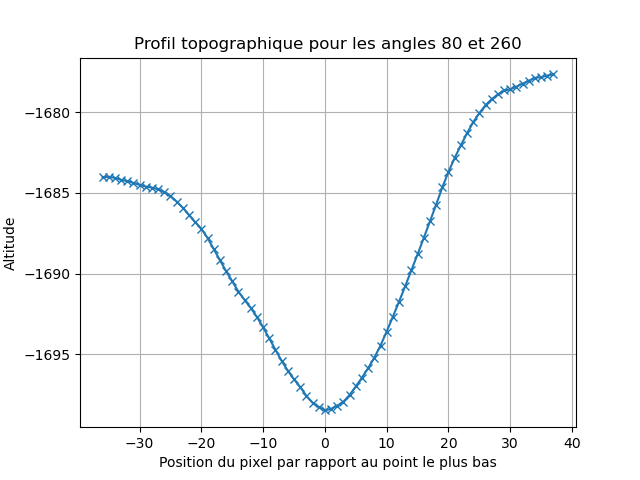 Profil topographique pour les angles 80 et 260
Altitude
−1680
−1685
−1690
−1695
−30 −20 −10 0 10 20 30 40
Position du pixel par rapport au point le plus bas